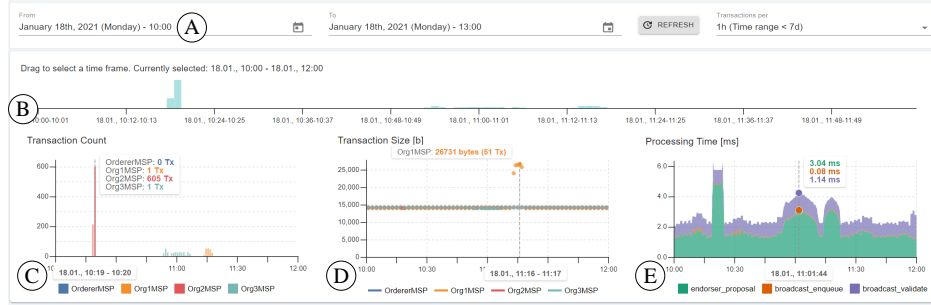 From
January 18th, 2021 (Monday) - 10:00
A
To
January 18th, 2021 (Monday) - 13:00
REFRESH
Transactions per
1h (Time range < 7d)
Drag to select a time frame. Currently selected: 18.01., 10:00 - 18.01., 12:00
B
10:00-10:01 18.01., 10:12-10:13 18.01., 10:24-10:25 18.01., 10:36-10:37 18.01., 10:48-10:49 18.01., 11:00-11:01 18.01., 11:12-11:13 18.01., 11:24-11:25 18.01., 11:36-11:37 18.01., 11:48-11:49
Transaction Count
600
400
200
0
OrdererMSP: 0 Tx
Org1MSP: 1 Tx
Org2MSP: 605 Tx
Org3MSP: 1 Tx
10:00 11:00 11:30 12:00
18.01., 10:19 - 10:20
C
OrdererMSP Org1MSP Org2MSP Org3MSP
Transaction Size [b]
Org1MSP: 26731 bytes (51 Tx)
25,000
20,000
15,000
10,000
5,000
0
10:00 10:30 12:00
18.01., 11:16 - 11:17
D
OrdererMSP Org1MSP Org2MSP Org3MSP
Processing Time [ms]
3.04 ms
0.08 ms
1.14 ms
6.0
4.0
2.0
0.0
10:00 10:30 11:30 12:00
18.01., 11:01:44
E
endorser_proposal broadcast_enqueue broadcast_validate